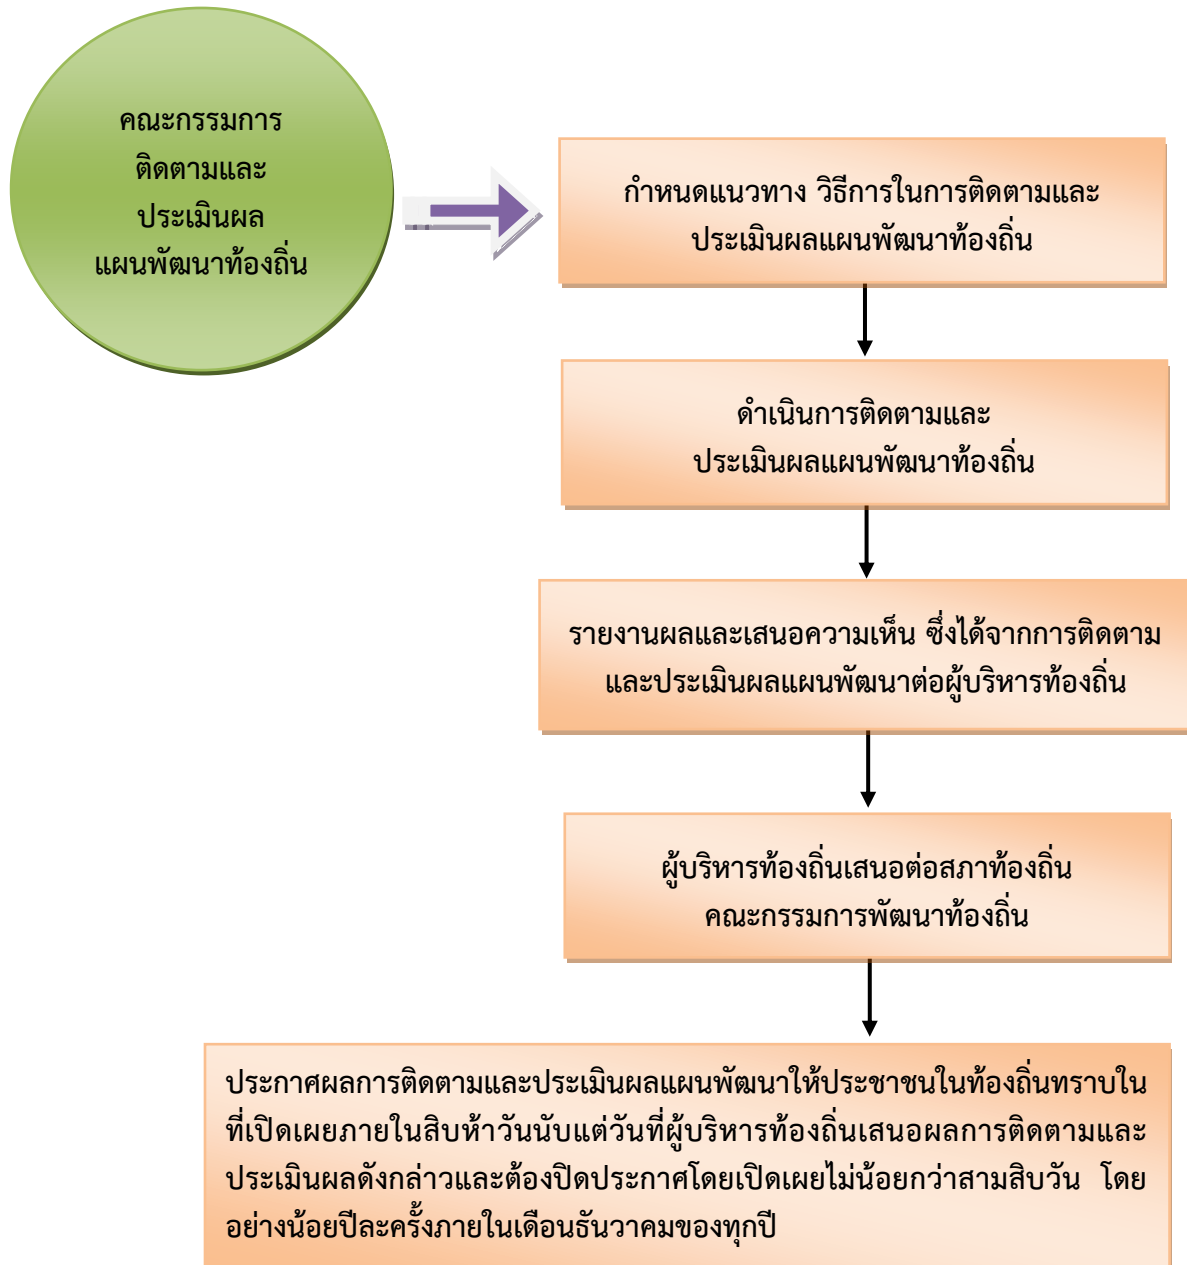 คณะกรรมการ
ติดตามและ
ประเมินผล
แผนพัฒนาท้องถิ่น
กำหนดแนวทาง วิธีการในการติดตามและ
ประเมินผลแผนพัฒนาท้องถิ่น
ดำเนินการติดตามและ
ประเมินผลแผนพัฒนาท้องถิ่น
รายงานผลและเสนอความเห็น ซึ่งได้จากการติดตาม
และประเมินผลแผนพัฒนาต่อผู้บริหารท้องถิ่น
ผู้บริหารท้องถิ่นเสนอต่อสภาท้องถิ่น
คณะกรรมการพัฒนาท้องถิ่น
ประกาศผลการติดตามและประเมินผลแผนพัฒนาให้ประชาชนในท้องถิ่นทราบใน
ที่เปิดเผยภายในสิบห้าวันนับแต่วันที่ผู้บริหารท้องถิ่นเสนอผลการติดตามและ
ประเมินผลดังกล่าวและต้องปิดประกาศโดยเปิดเผยไม่น้อยกว่าสามสิบวัน โดย
อย่างน้อยปีละครั้งภายในเดือนธันวาคมของทุกปี